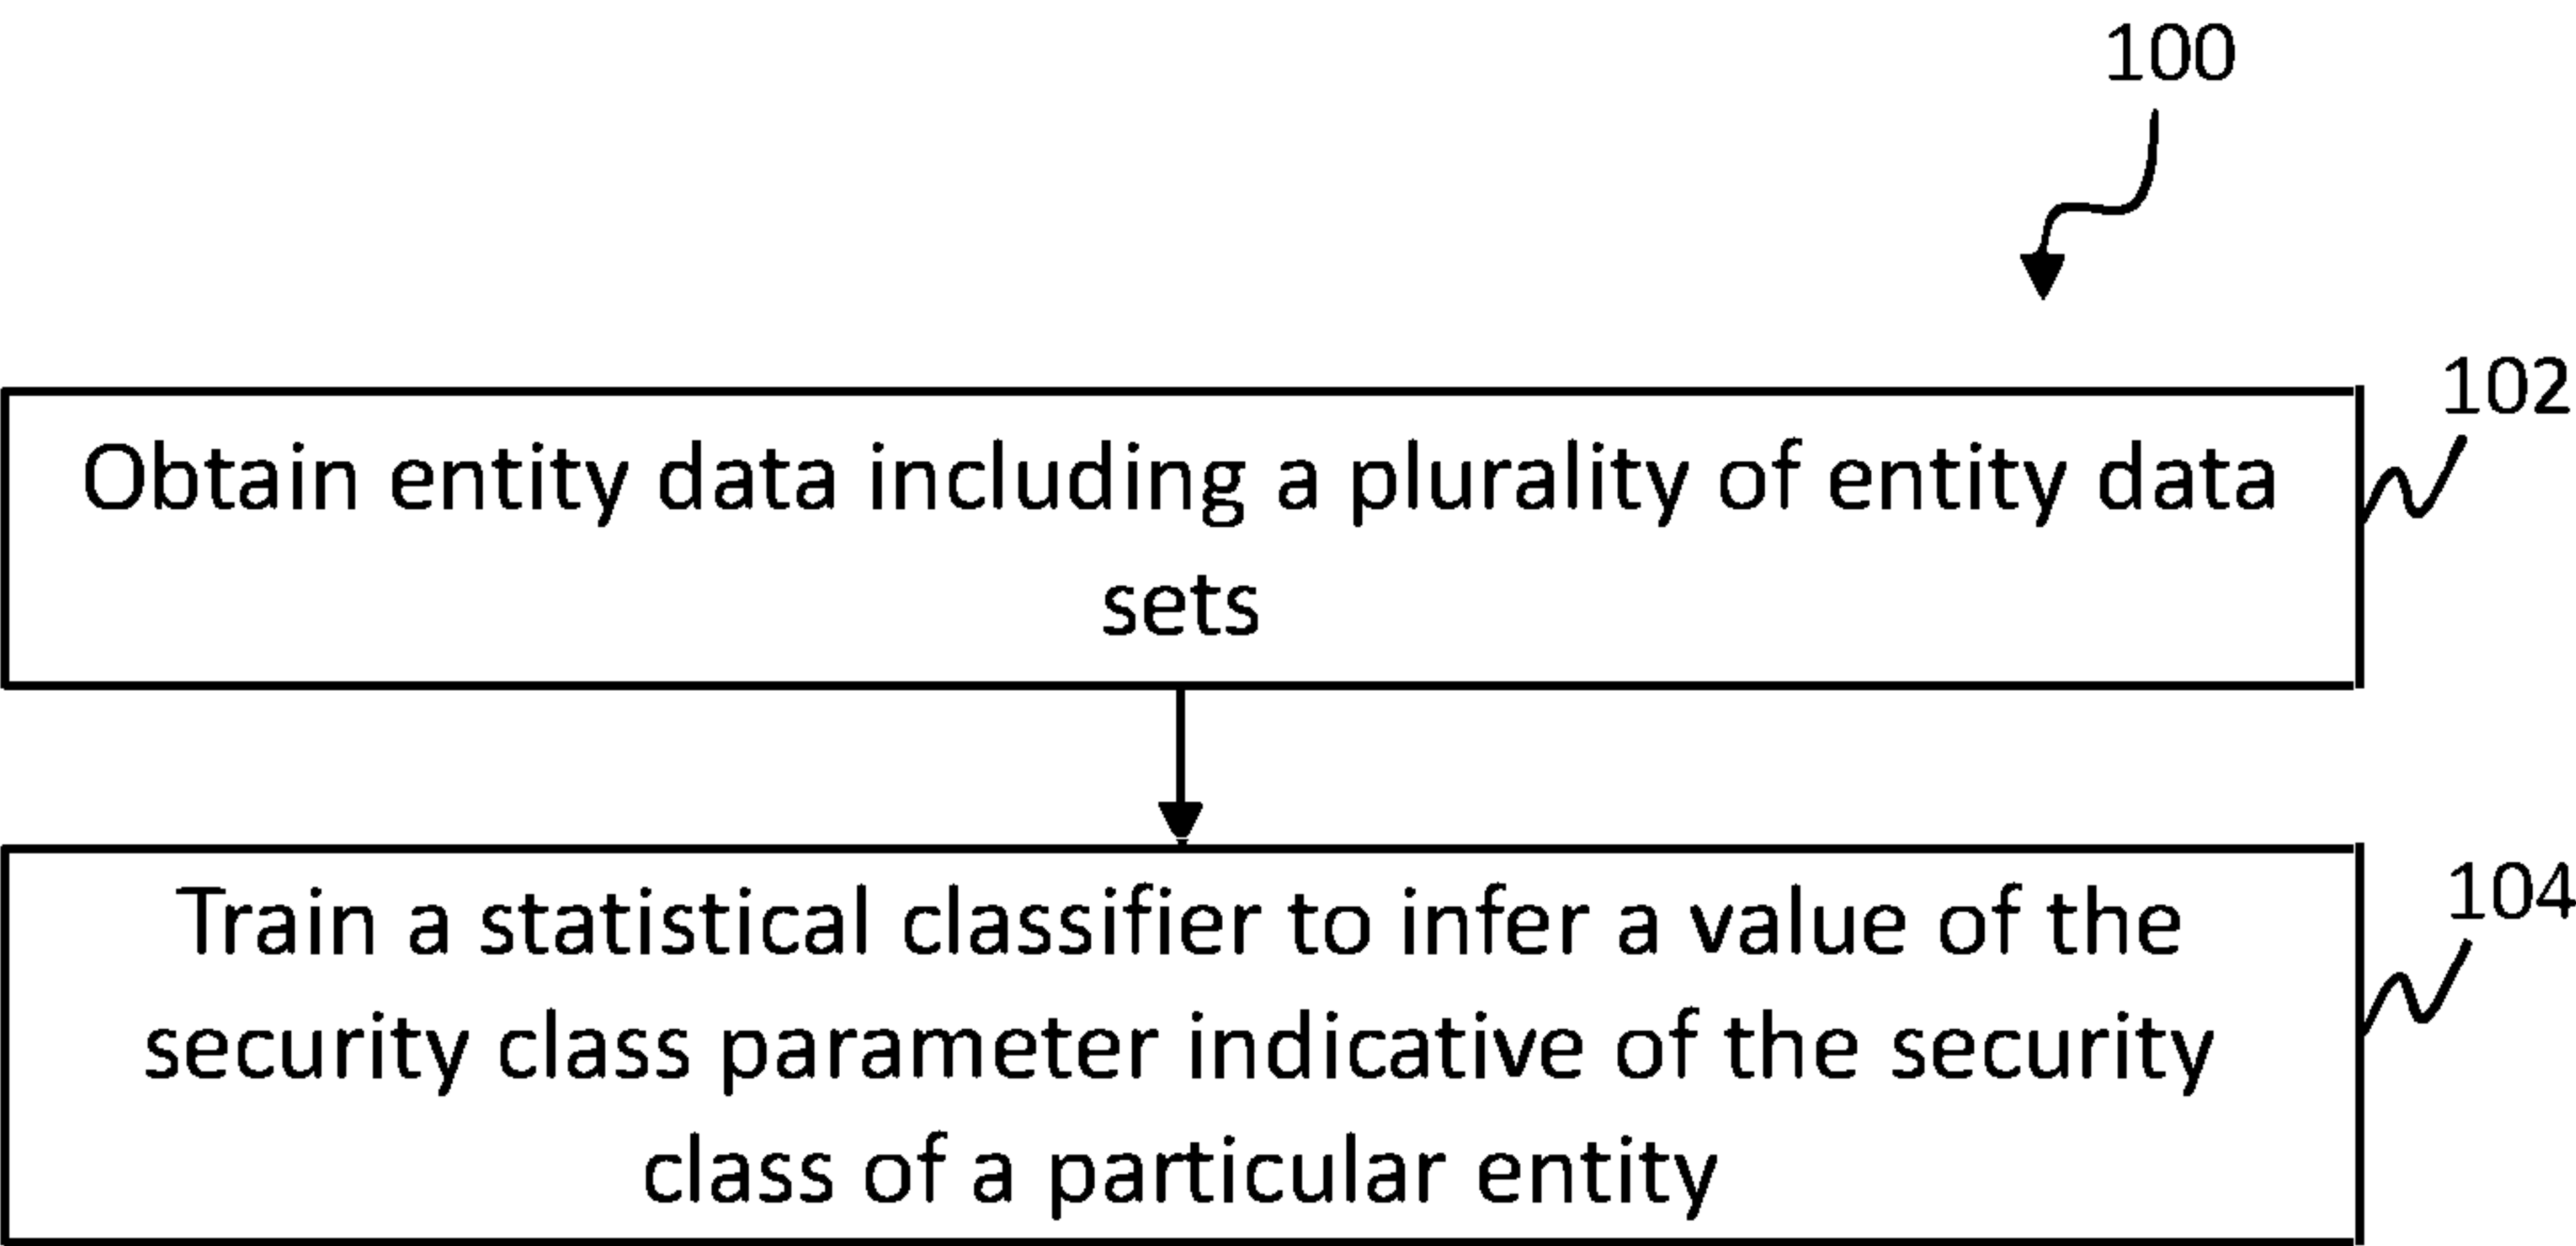 100
102
Obtain entity data including a plurality of entity data
sets
104
Train a statistical classifier to infer a value of the
security class parameter indicative of the security
class of a particular entity